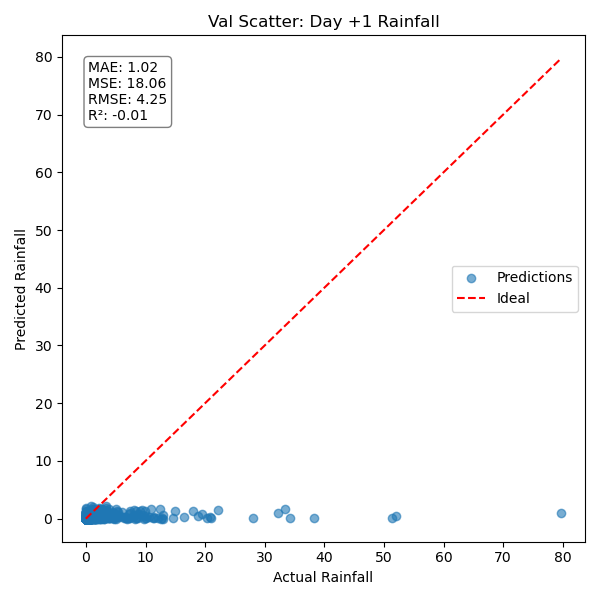 Val Scatter: Day +1 Rainfall
MAE: 1.02
MSE: 18.06
RMSE: 4.25
R²: -0.01
Predicted Rainfall
80
70
60
50
40
30
20
10
0
Predictions
Ideal
0 10 20 30 40 50 60 70 80
Actual Rainfall